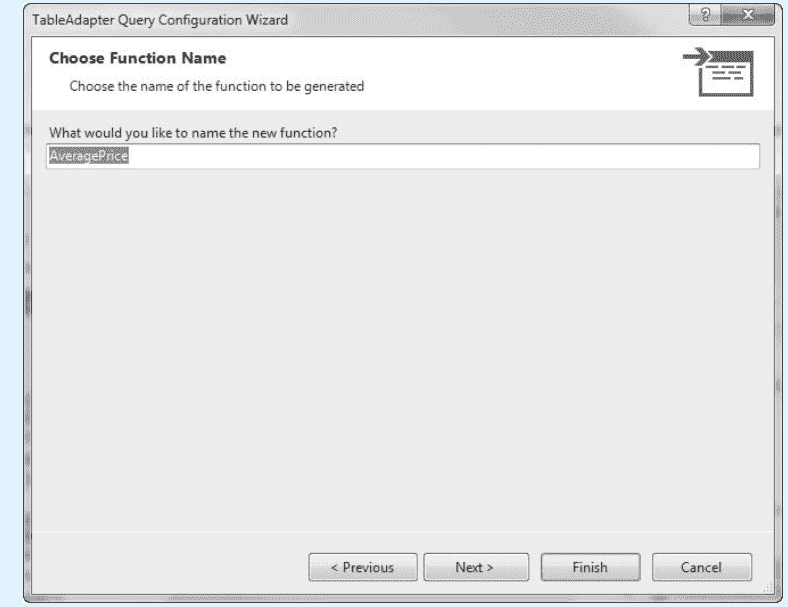 TableAdapter Query Configuration Wizard
Choose Function Name
Choose the name of the function to be generated
What would you like to name the new function?
AveragePrice
< Previous Next > Finish Cancel